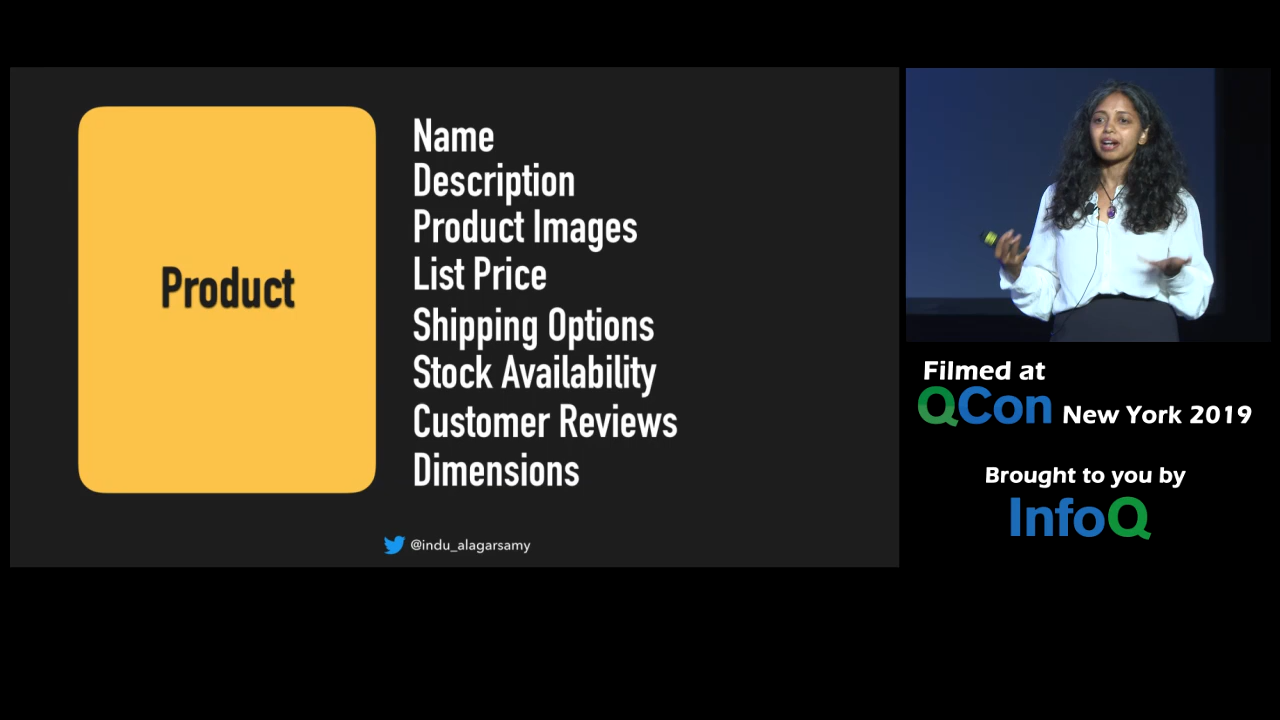 Product
Name
Description
Product Images
List Price
Shipping Options
Stock Availability
Customer Reviews
Dimensions
@indu_alagarsamy
Filmed at
QCon New York 2019
Brought to you by
InfoQ